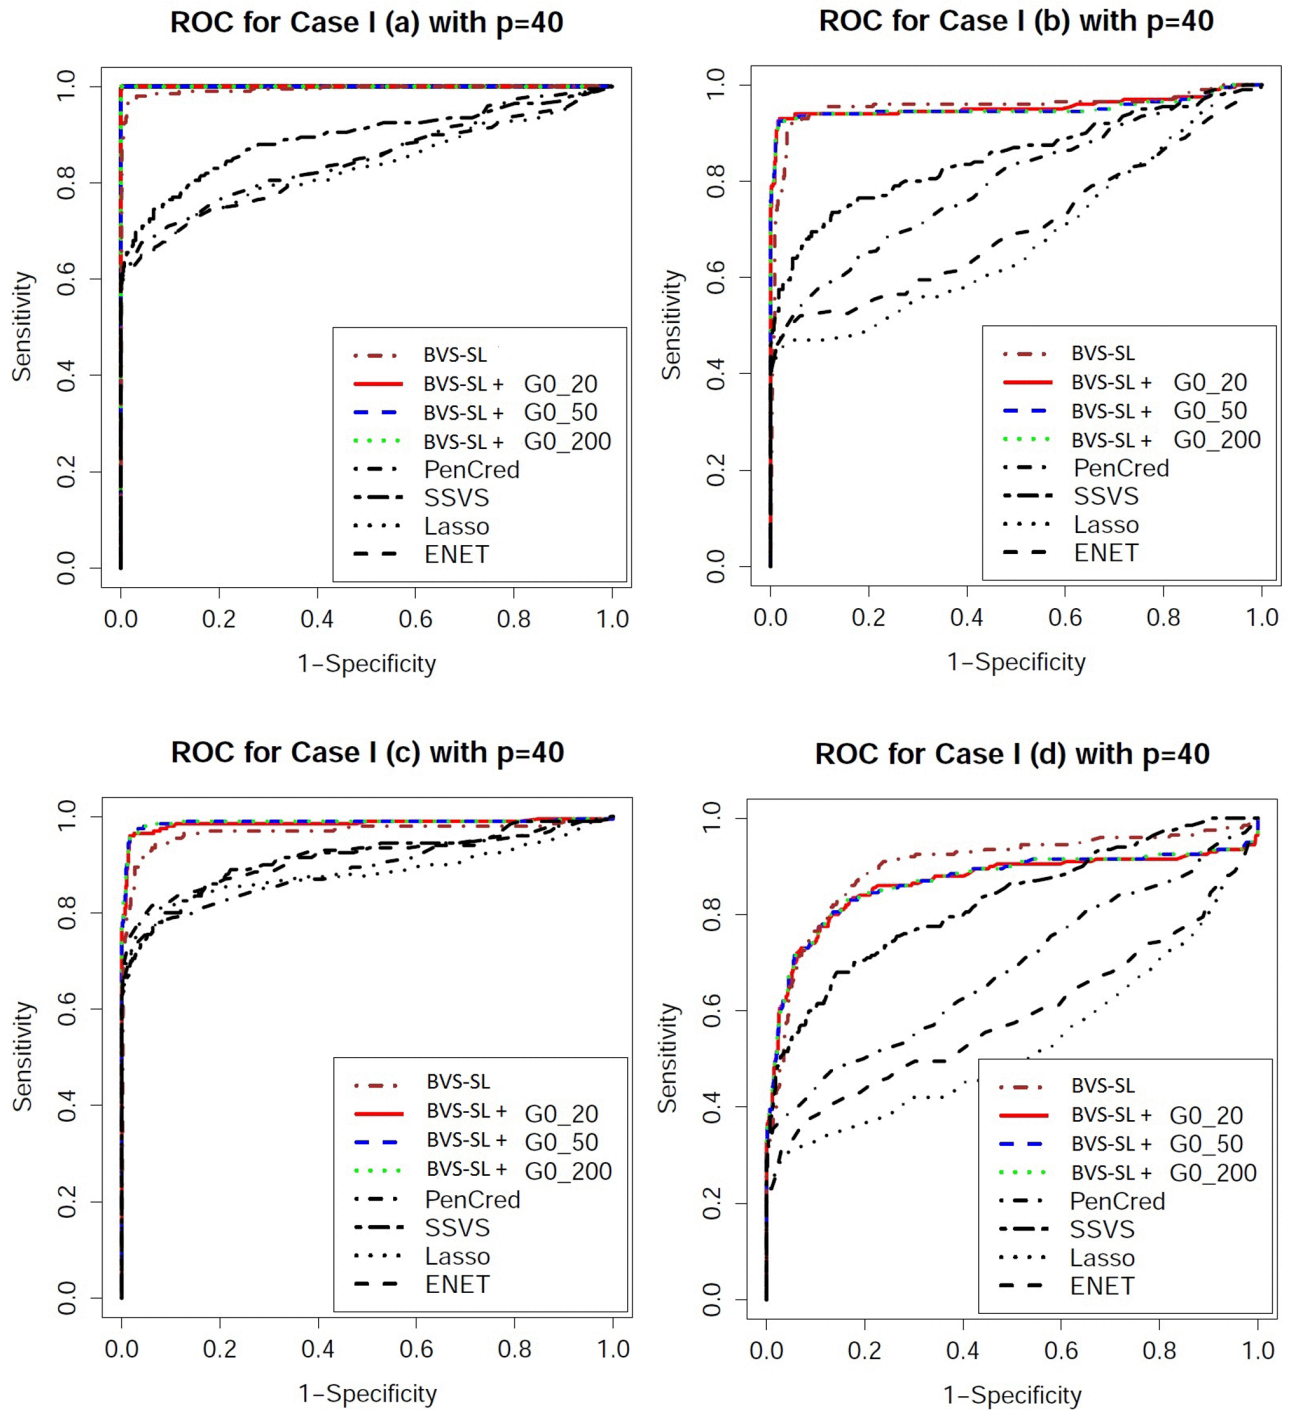 ROC for Case I (a) with p=40
Sensitivity
0.0 0.2 0.4 0.6 0.8 1.0
BVS-SL
BVS-SL + G0_20
BVS-SL + G0_50
BVS-SL + G0_200
PenCred
SSVS
Lasso
ENET
0.0 0.2 0.4 0.6 0.8 1.0
1−Specificity
ROC for Case I (b) with p=40
Sensitivity
0.0 0.2 0.4 0.6 0.8 1.0
BVS-SL
BVS-SL + G0_20
BVS-SL + G0_50
BVS-SL + G0_200
PenCred
SSVS
Lasso
ENET
0.0 0.2 0.4 0.6 0.8 1.0
1−Specificity
ROC for Case I (c) with p=40
Sensitivity
0.0 0.2 0.4 0.6 0.8 1.0
BVS-SL
BVS-SL + G0_20
BVS-SL + G0_50
BVS-SL + G0_200
PenCred
SSVS
Lasso
ENET
0.0 0.2 0.4 0.6 0.8 1.0
1−Specificity
ROC for Case I (d) with p=40
Sensitivity
0.0 0.2 0.4 0.6 0.8 1.0
BVS-SL
BVS-SL + G0_20
BVS-SL + G0_50
BVS-SL + G0_200
PenCred
SSVS
Lasso
ENET
0.0 0.2 0.4 0.6 0.8 1.0
1−Specificity